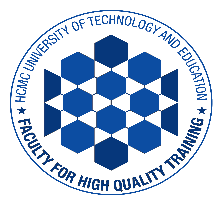 HCMC UNIVERSITY OF TECHNOLOGY AND EDUCATION
★ FACULTY FOR HIGH QUALITY TRAINING ★